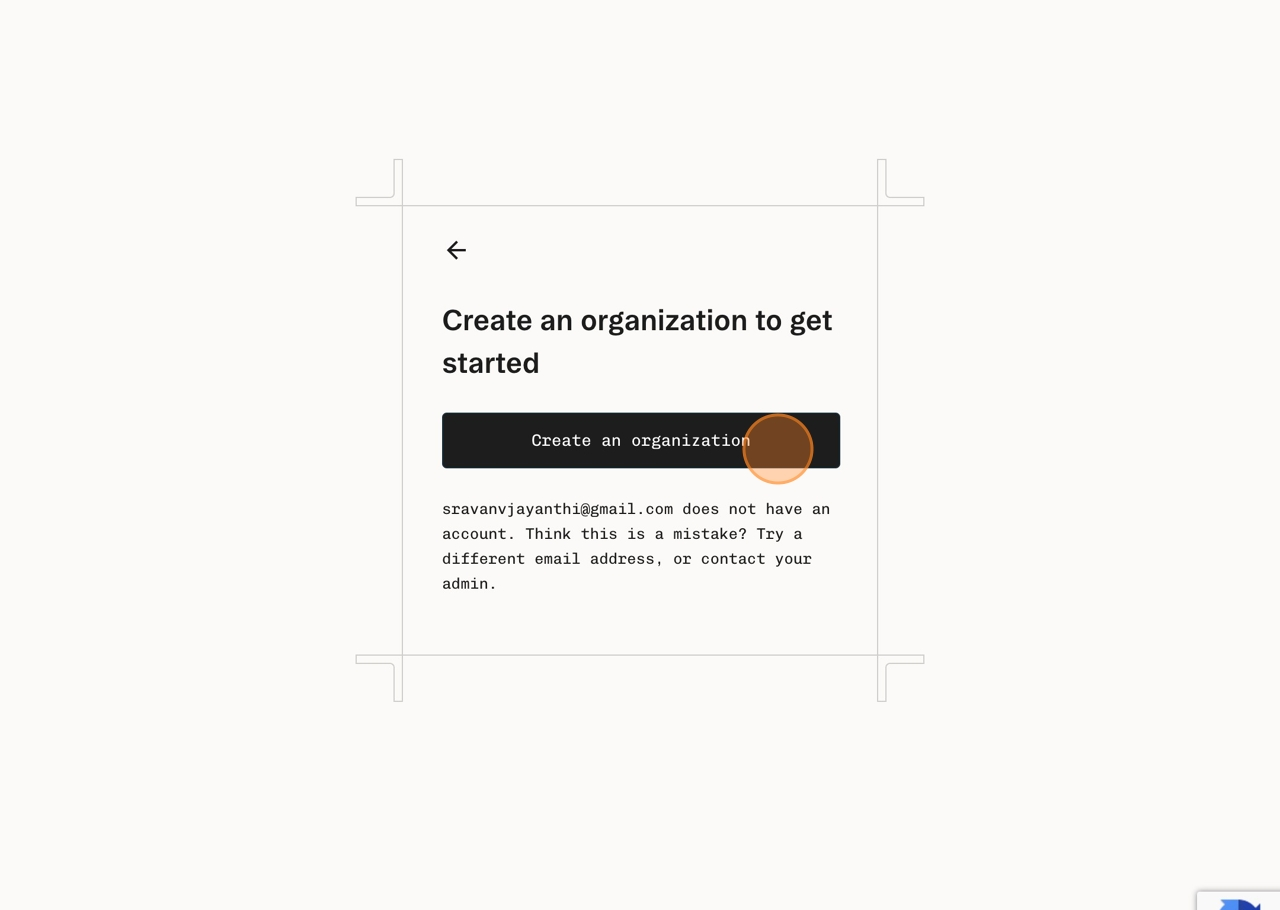 Create an organization to get
started
Create an organization
sravanvjayanthi@gmail.com does not have an
account. Think this is a mistake? Try a
different email address, or contact your
admin.